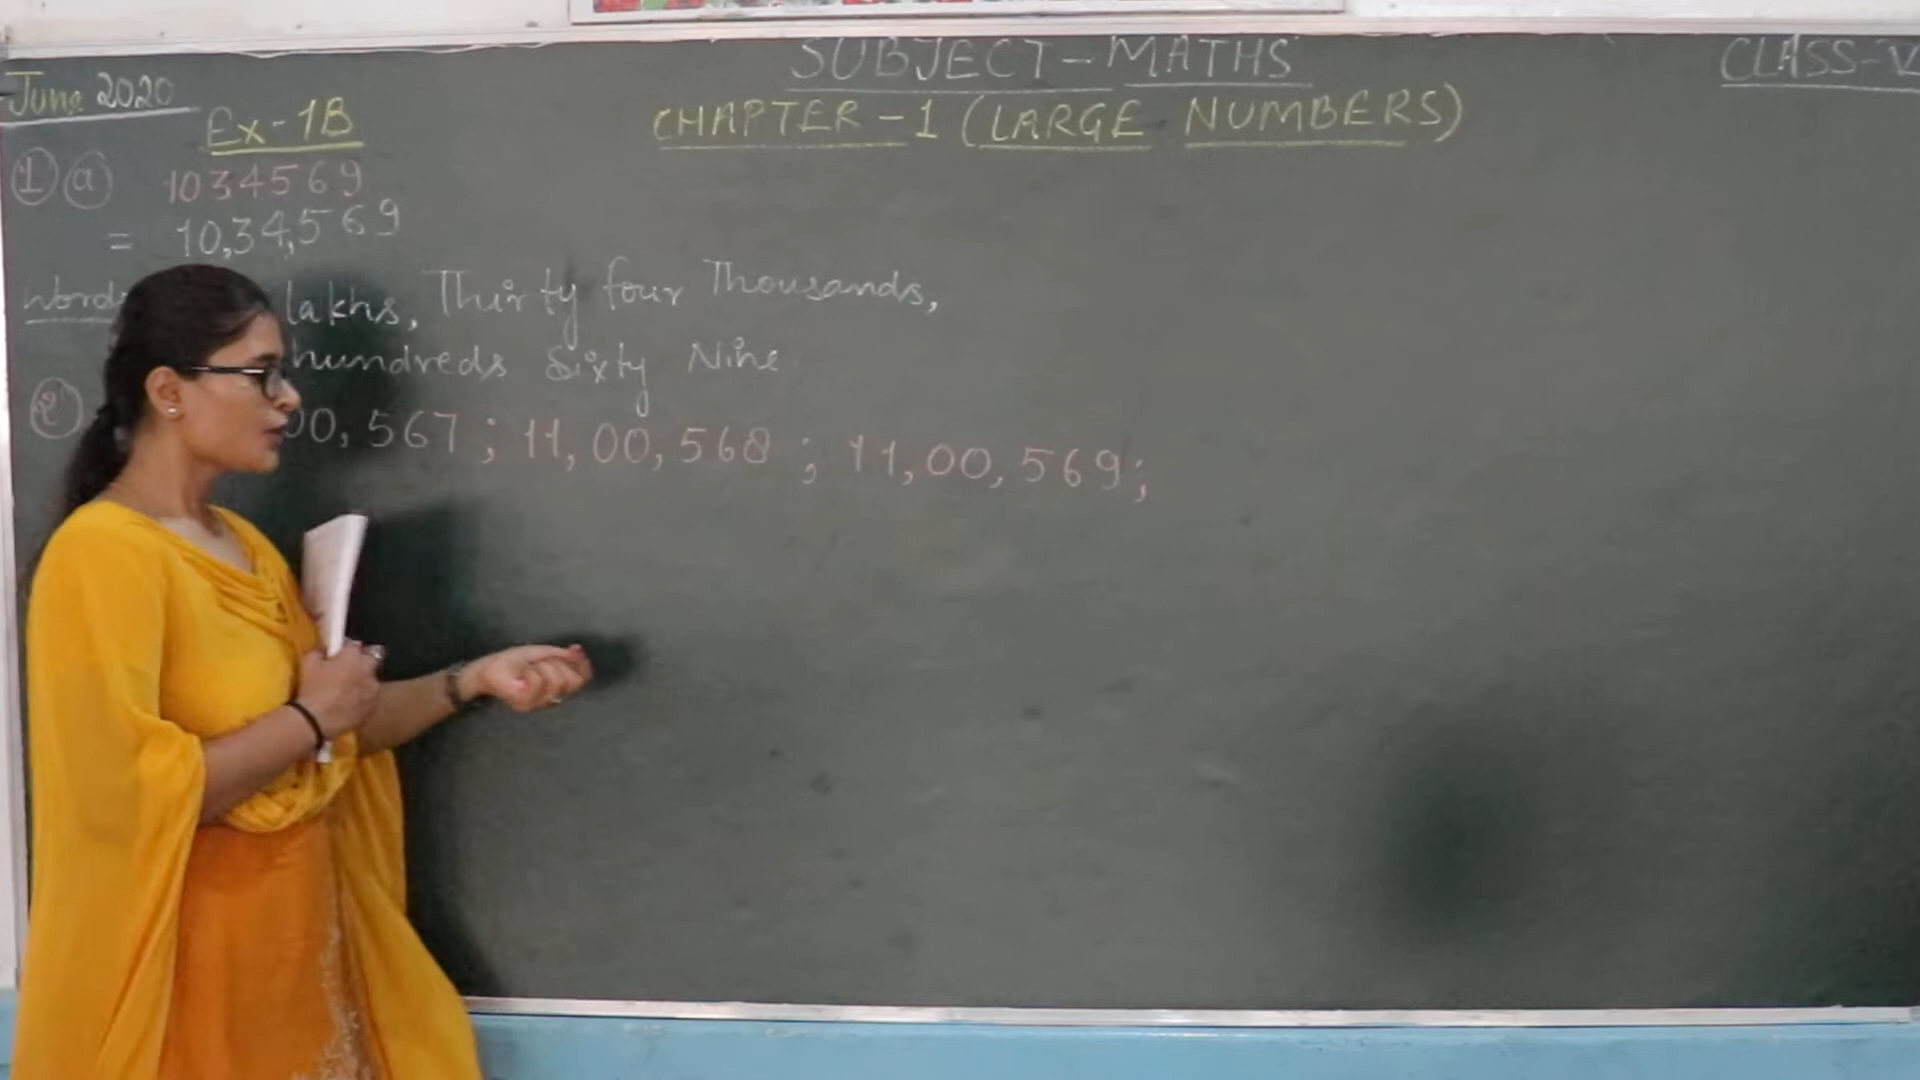 SUBJECT-MATHS
CLASS-V
June 2020
CHAPTER-1 (LARGE NUMBERS)
Ex-1B
1 a 1034569
= 10,34,569
Words lakhs, Thirty four Thousands,
hundreds Sixty Nine
2 00,567 ; 11,00,568 ; 11,00,569;